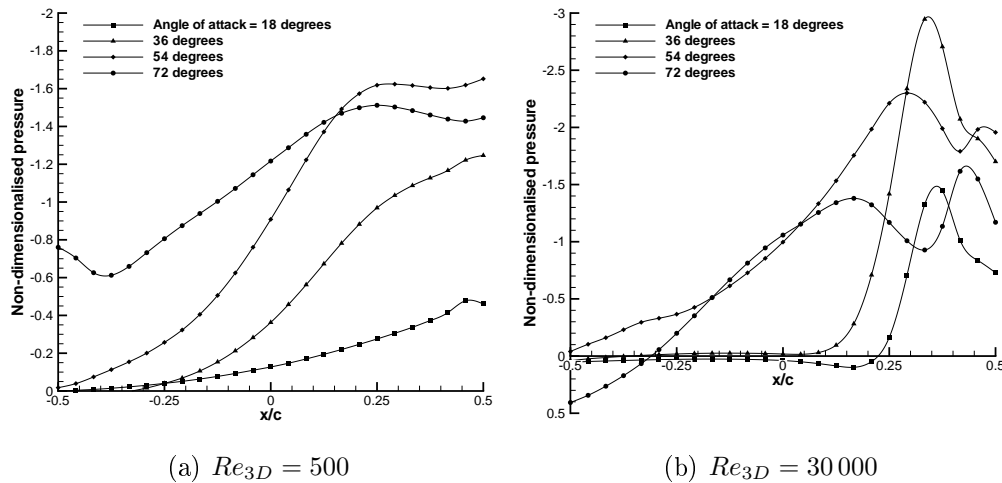 Non-dimensionalised pressure
-2
-1.8
-1.6
-1.4
-1.2
-1
-0.8
-0.6
-0.4
-0.2
0
Angle of attack = 18 degrees
36 degrees
54 degrees
72 degrees
-0.5 -0.25 0 0.25 0.5
x/c
(a) Re3D = 500
Non-dimensionalised pressure
-3
-2.5
-2
-1.5
-1
-0.5
0
0.5
Angle of attack = 18 degrees
36 degrees
54 degrees
72 degrees
-0.5 -0.25 0 0.25 0.5
x/c
(b) Re3D = 30 000